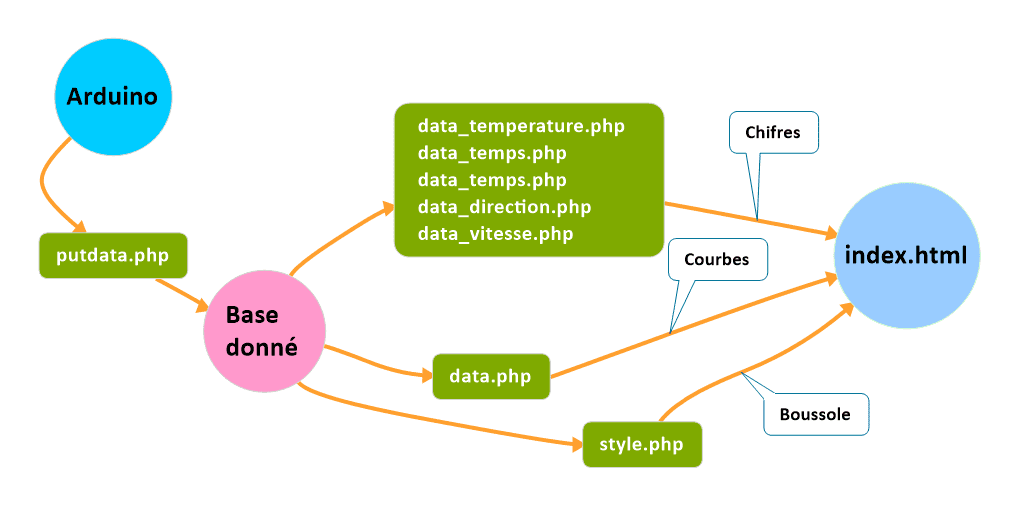 Arduino
putdata.php
Base
donné
data_temperature.php
data_temps.php
data_temps.php
data_direction.php
data_vitesse.php
Chifres
Courbes
data.php
style.php
Boussole
index.html